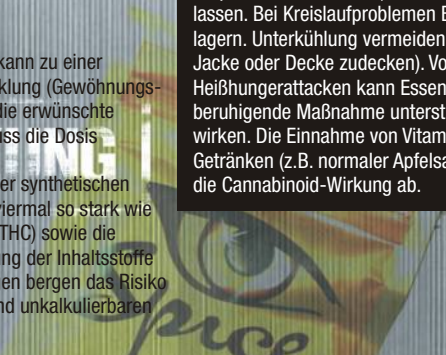 kann zu einer
klung (Gewöhnungs-
die erwünschte
ss die Dosis
er synthetischen
viermal so stark wie
THC) sowie die
ng der Inhaltsstoffe
en bergen das Risiko
nd unkalkulierbaren
lassen. Bei Kreislaufproblemen
lagern. Unterkühlung vermeiden
Jacke oder Decke zudecken). Vo
Heißhungerattacken kann Essen
beruhigende Maßnahme unterst
wirken. Die Einnahme von Vitam
Getränken (z.B. normaler Apfelsa
die Cannabinoid-Wirkung ab.
spice